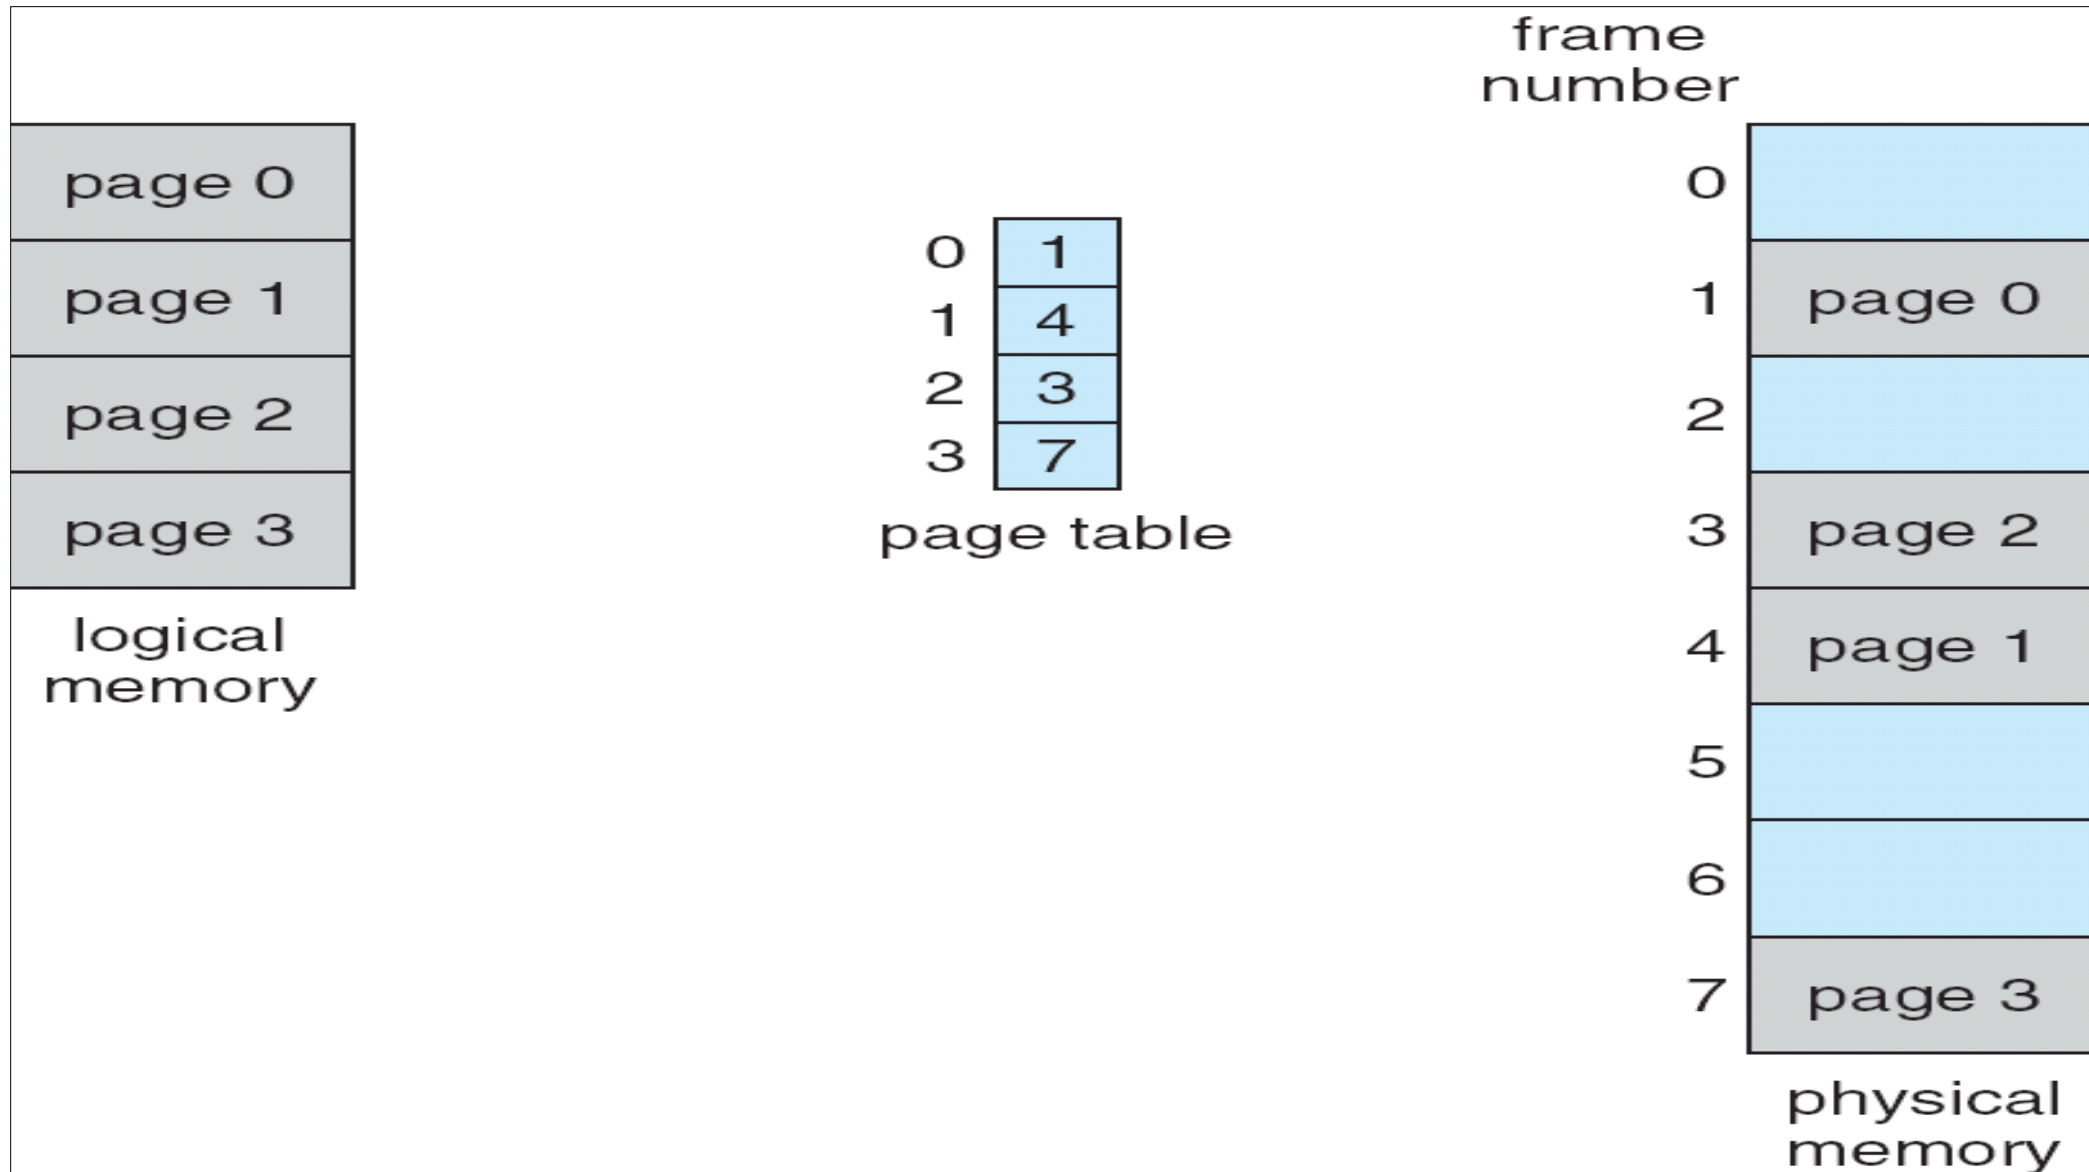 page 0
page 1
page 2
page 3
logical
memory
0 1
1 4
2 3
3 7
page table
frame
number
0
1 page 0
2
3 page 2
4 page 1
5
6
7 page 3
physical
memory